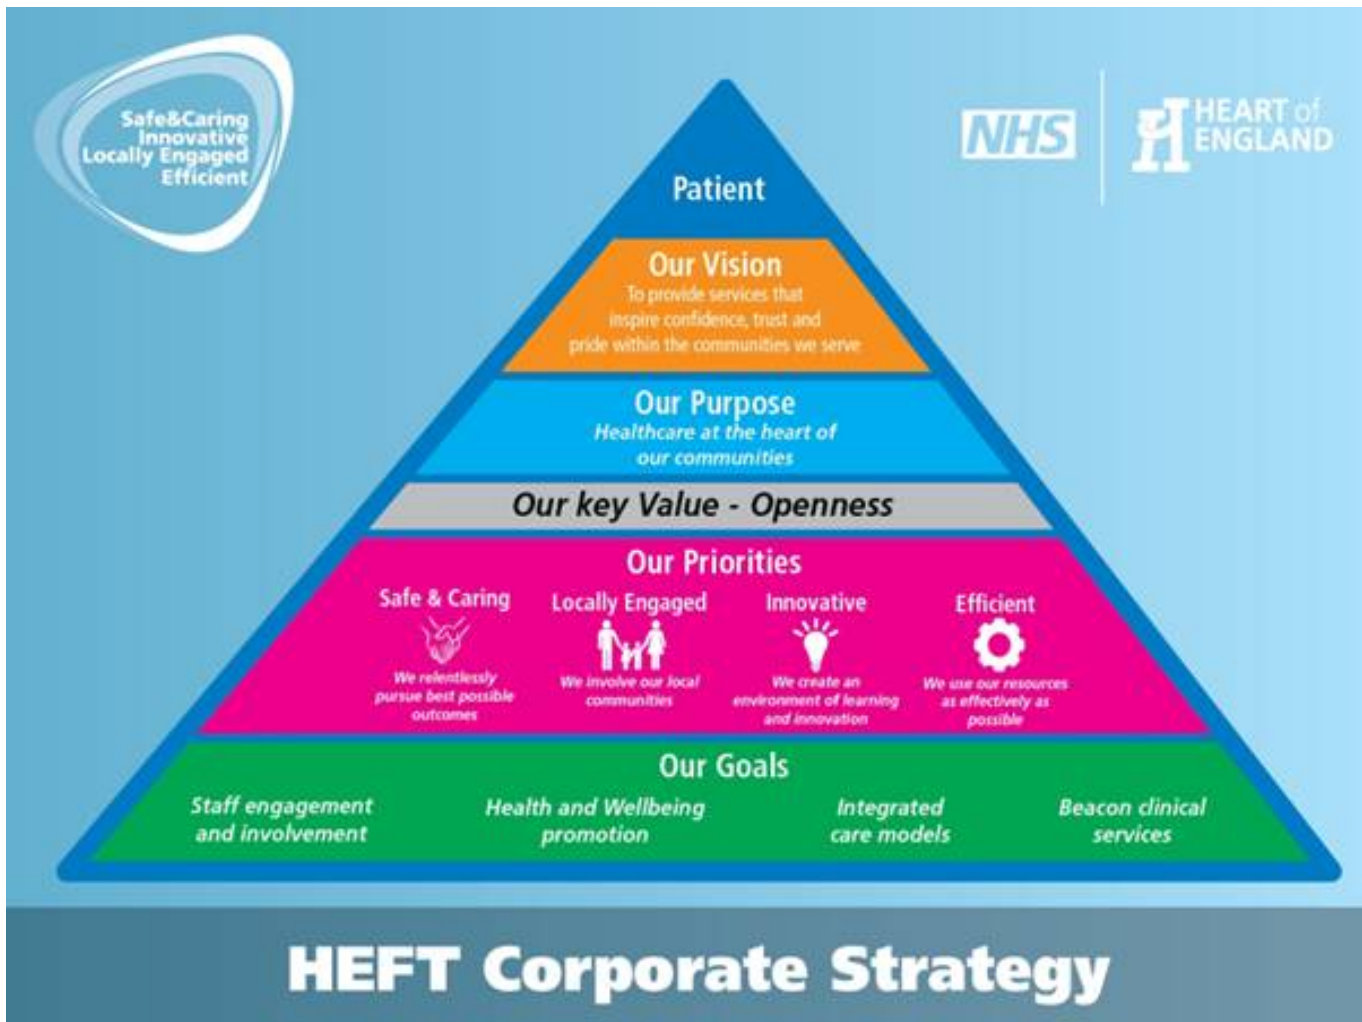 Safe&Caring
Innovative
Locally Engaged
Efficient
NHS
HEART of
ENGLAND
Patient
Our Vision
To provide services that
inspire confidence, trust and
pride within the communities we serve
Our Purpose
Healthcare at the heart of
our communities
Our key Value - Openness
Our Priorities
Safe & Caring
We relentlessly
pursue best possible
outcomes
Locally Engaged
We involve our local
communities
Innovative
We create an
environment of learning
and innovation
Efficient
We use our resources
as effectively as
possible
Our Goals
Staff engagement
and involvement
Health and Wellbeing
promotion
Integrated
care models
Beacon clinical
services
HEFT Corporate Strategy